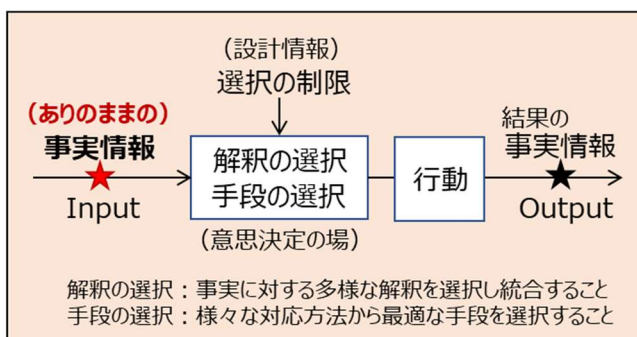 (設計情報)
選択の制限
(ありのままの)
事実情報
Input
解釈の選択
手段の選択
(意思決定の場)
行動
結果の
事実情報
Output
解釈の選択：事実に対する多様な解釈を選択し統合すること
手段の選択：様々な対応方法から最適な手段を選択すること